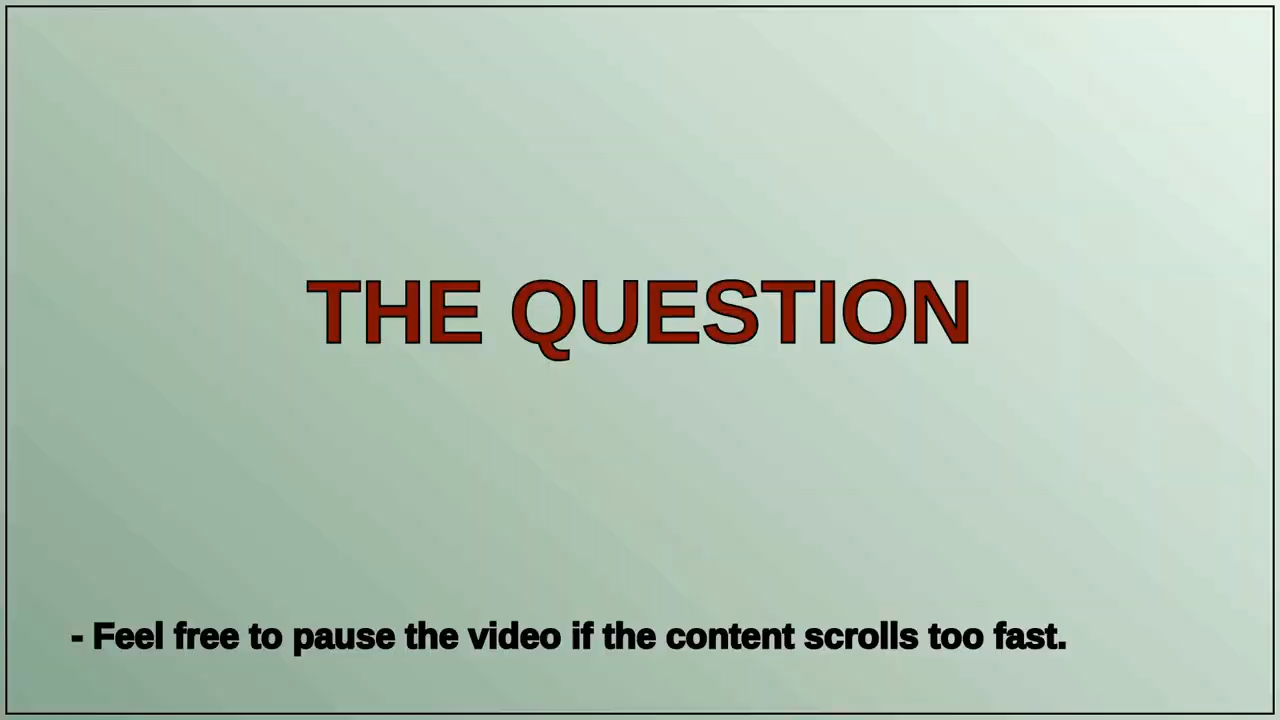 THE QUESTION
- Feel free to pause the video if the content scrolls too fast.